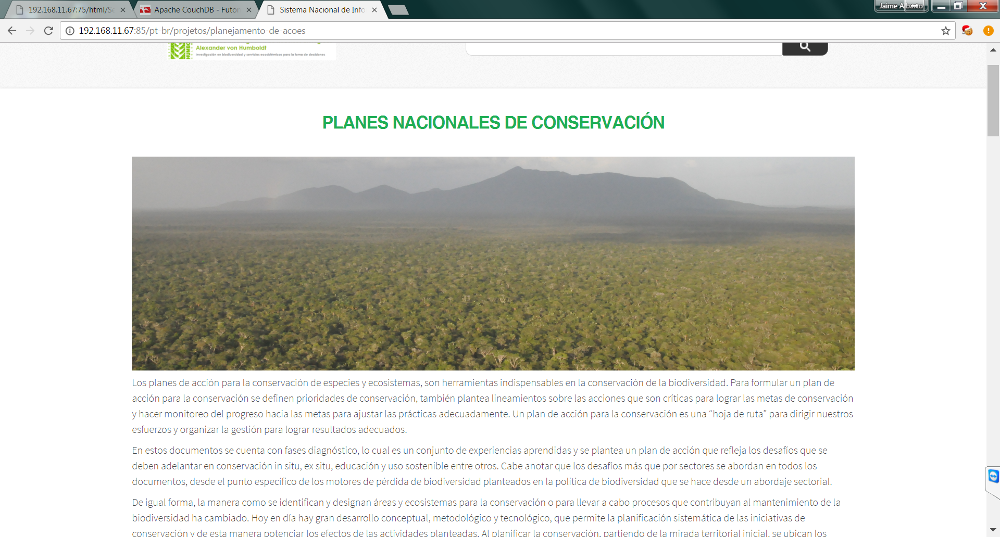 192.168.11.67:75/html/Se
Apache CouchDB - Futon
Sistema Nacional de Info
Jaime Alberto
192.168.11.67:85/pt-br/projetos/planejamento-de-acoes
HUMBO
Alexander von Humboldt
Investigación en biodiversidad y servicios ecosistémicos para la toma de decisiones
PLANES NACIONALES DE CONSERVACIÓN
Los planes de acción para la conservación de especies y ecosistemas, son herramientas indispensables en la conservación de la biodiversidad. Para formular un plan de
acción para la conservación se definen prioridades de conservación, también plantea lineamientos sobre las acciones que son críticas para lograr las metas de conservación
y hacer monitoreo del progreso hacia las metas para ajustar las prácticas adecuadamente. Un plan de acción para la conservación es una “hoja de ruta” para dirigir nuestros
esfuerzos y organizar la gestión para lograr resultados adecuados.
En estos documentos se cuenta con fases diagnóstico, lo cual es un conjunto de experiencias aprendidas y se plantea un plan de acción que refleja los desafíos que se
deben adelantar en conservación in situ, ex situ, educación y uso sostenible entre otros. Cabe anotar que los desafíos más que por sectores se abordan en todos los
documentos, desde el punto específico de los motores de pérdida de biodiversidad planteados en la política de biodiversidad que se hace desde un abordaje sectorial.
De igual forma, la manera como se identifican y designan áreas y ecosistemas para la conservación o para llevar a cabo procesos que contribuyan al mantenimiento de la
biodiversidad ha cambiado. Hoy en día hay gran desarrollo conceptual, metodológico y tecnológico, que permite la planificación sistemática de las iniciativas de
conservación y de esta manera potenciar los efectos de las actividades planteadas. Al planificar la conservación, partiendo de la mirada territorial inicial, se ubican los